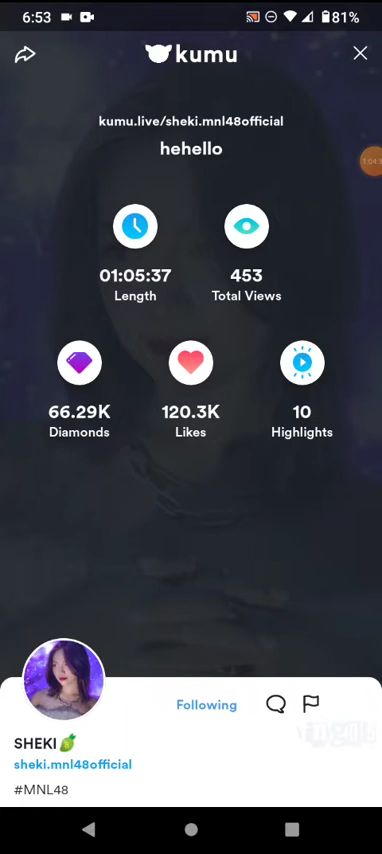 6:53
81%
kumu
kumu.live/sheki.mnl48official
hehello
01:05:37
Length
453
Total Views
66.29K
Diamonds
120.3K
Likes
10
Highlights
Following
SHEKI
sheki.mnl48official
#MNL48